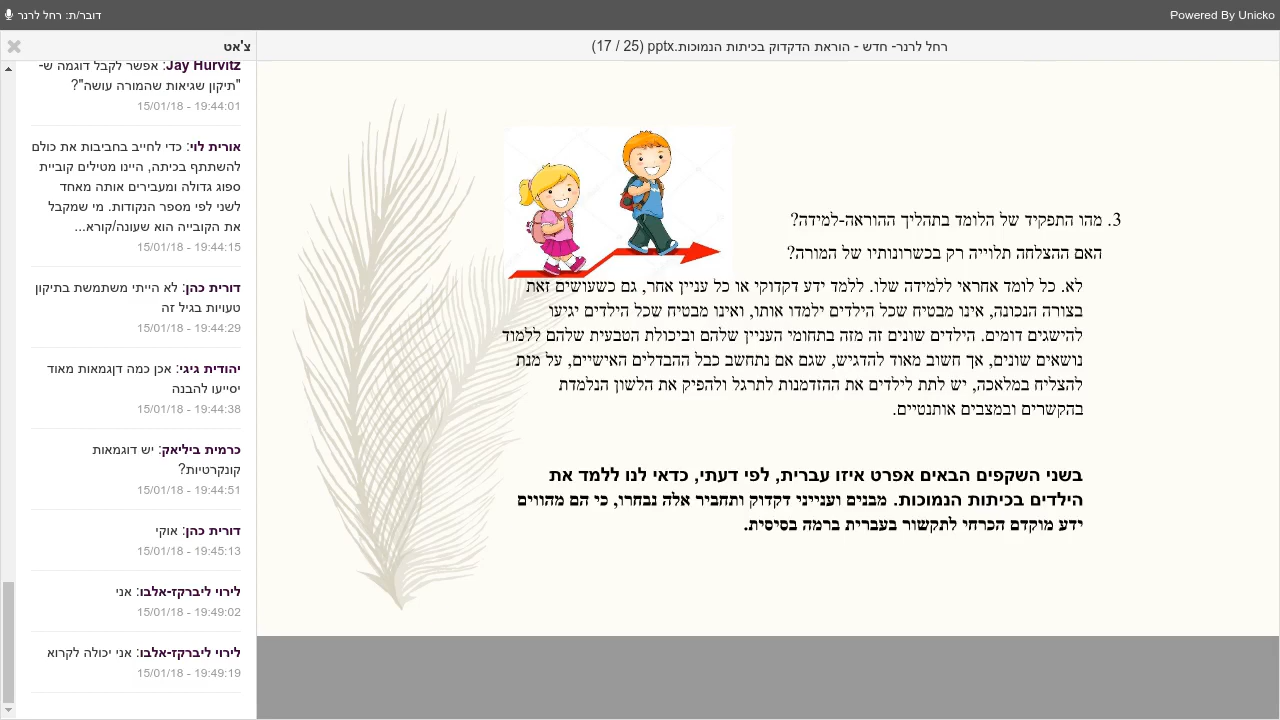 דובר/ת: רחל לרנר
Powered By Unicko
צ'אט
רחל לרנר- חדש - הוראת הדקדוק בכיתות הנמוכות.pptx (17 / 25)
Jay Hurvitz: אפשר לקבל דוגמה ש-
"תיקון שגיאות שהמורה עושה"?
15/01/18 - 19:44:01
אורית לוי: כדי לחייב בחביבות את כולם
להשתתף בכיתה, היינו מטילים קוביית
ספוג גדולה ומעבירים אותה מאחד
לשני לפי מספר הנקודות. מי שמקבל
את הקובייה הוא שעונה/קורא...
15/01/18 - 19:44:15
דורית כהן: לא הייתי משתמשת בתיקון
טעויות בגיל זה
15/01/18 - 19:44:29
יהודית גיגי: אכן כמה דןגמאות מאוד
יסייעו להבנה
15/01/18 - 19:44:38
כרמית ביליאק: יש דוגמאות
קונקרטיות?
15/01/18 - 19:44:51
דורית כהן: אוקי
15/01/18 - 19:45:13
לירוי ליברקז-אלבו: אני
15/01/18 - 19:49:02
לירוי ליברקז-אלבו: אני יכולה לקרוא
15/01/18 - 19:49:19
3. מהו התפקיד של הלומד בתהליך ההוראה-למידה?
האם ההצלחה תלוייה רק בכשרונותיו של המורה?
לא. כל לומד אחראי ללמידה שלו. ללמד ידע דקדוקי או כל עניין אחר, גם כשעושים זאת
בצורה הנכונה, אינו מבטיח שכל הילדים ילמדו אותו, ואינו מבטיח שכל הילדים יגיעו
להישגים דומים. הילדים שונים זה מזה בתחומי העניין שלהם וביכולת הטבעית שלהם ללמוד
נושאים שונים, אך חשוב מאוד להדגיש, שגם אם נתחשב כבל ההבדלים האישיים, על מנת
להצליח במלאכה, יש לתת לילדים את ההזדמנות לתרגל ולהפיק את הלשון הנלמדת
בהקשרים ובמצבים אותנטיים.
בשני השקפים הבאים אפרט איזו עברית, לפי דעתי, כדאי לנו ללמד את
הילדים בכיתות הנמוכות. מבנים וענייני דקדוק ותחביר אלה נבחרו, כי הם מהווים
ידע מוקדם הכרחי לתקשור בעברית ברמה בסיסית.